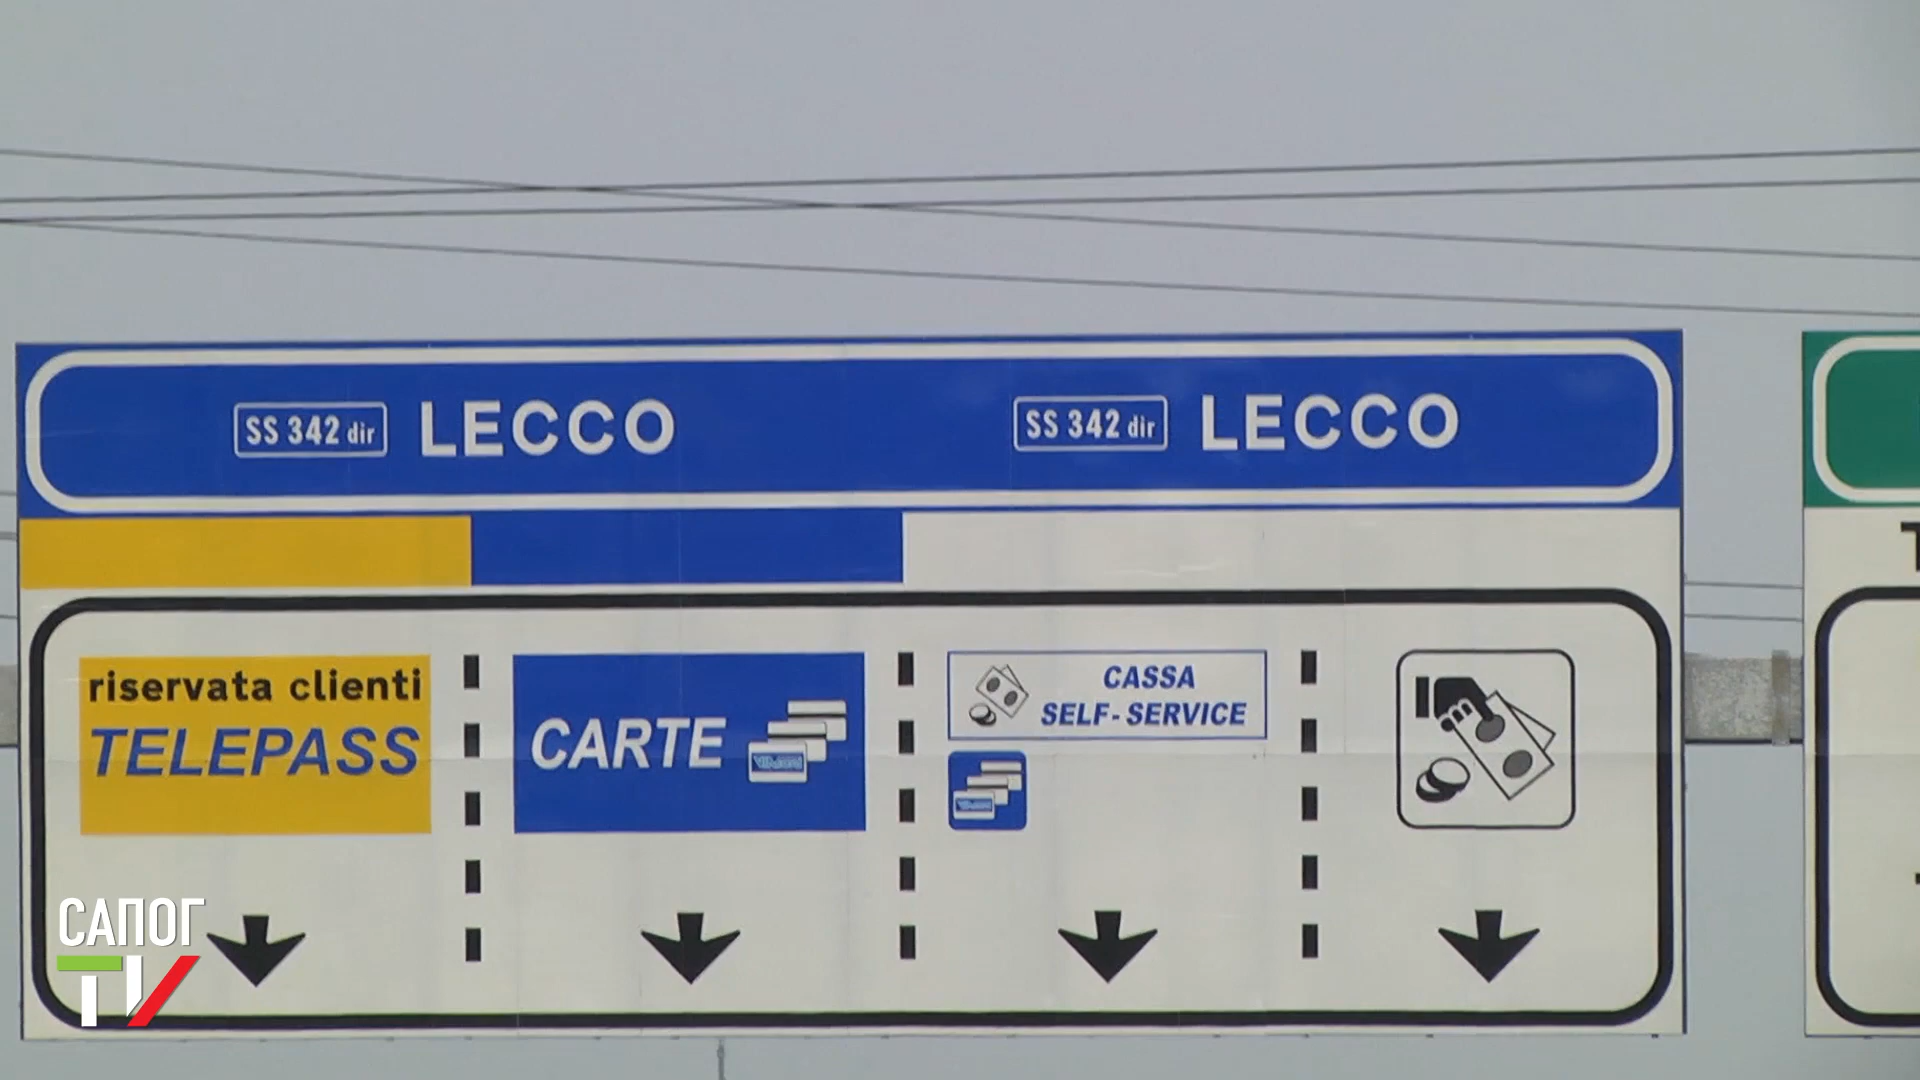 SS 342 dir LECCO
SS 342 dir LECCO
riservata clienti
TELEPASS
CARTE
CASSA
SELF-SERVICE
САПОГ
TV